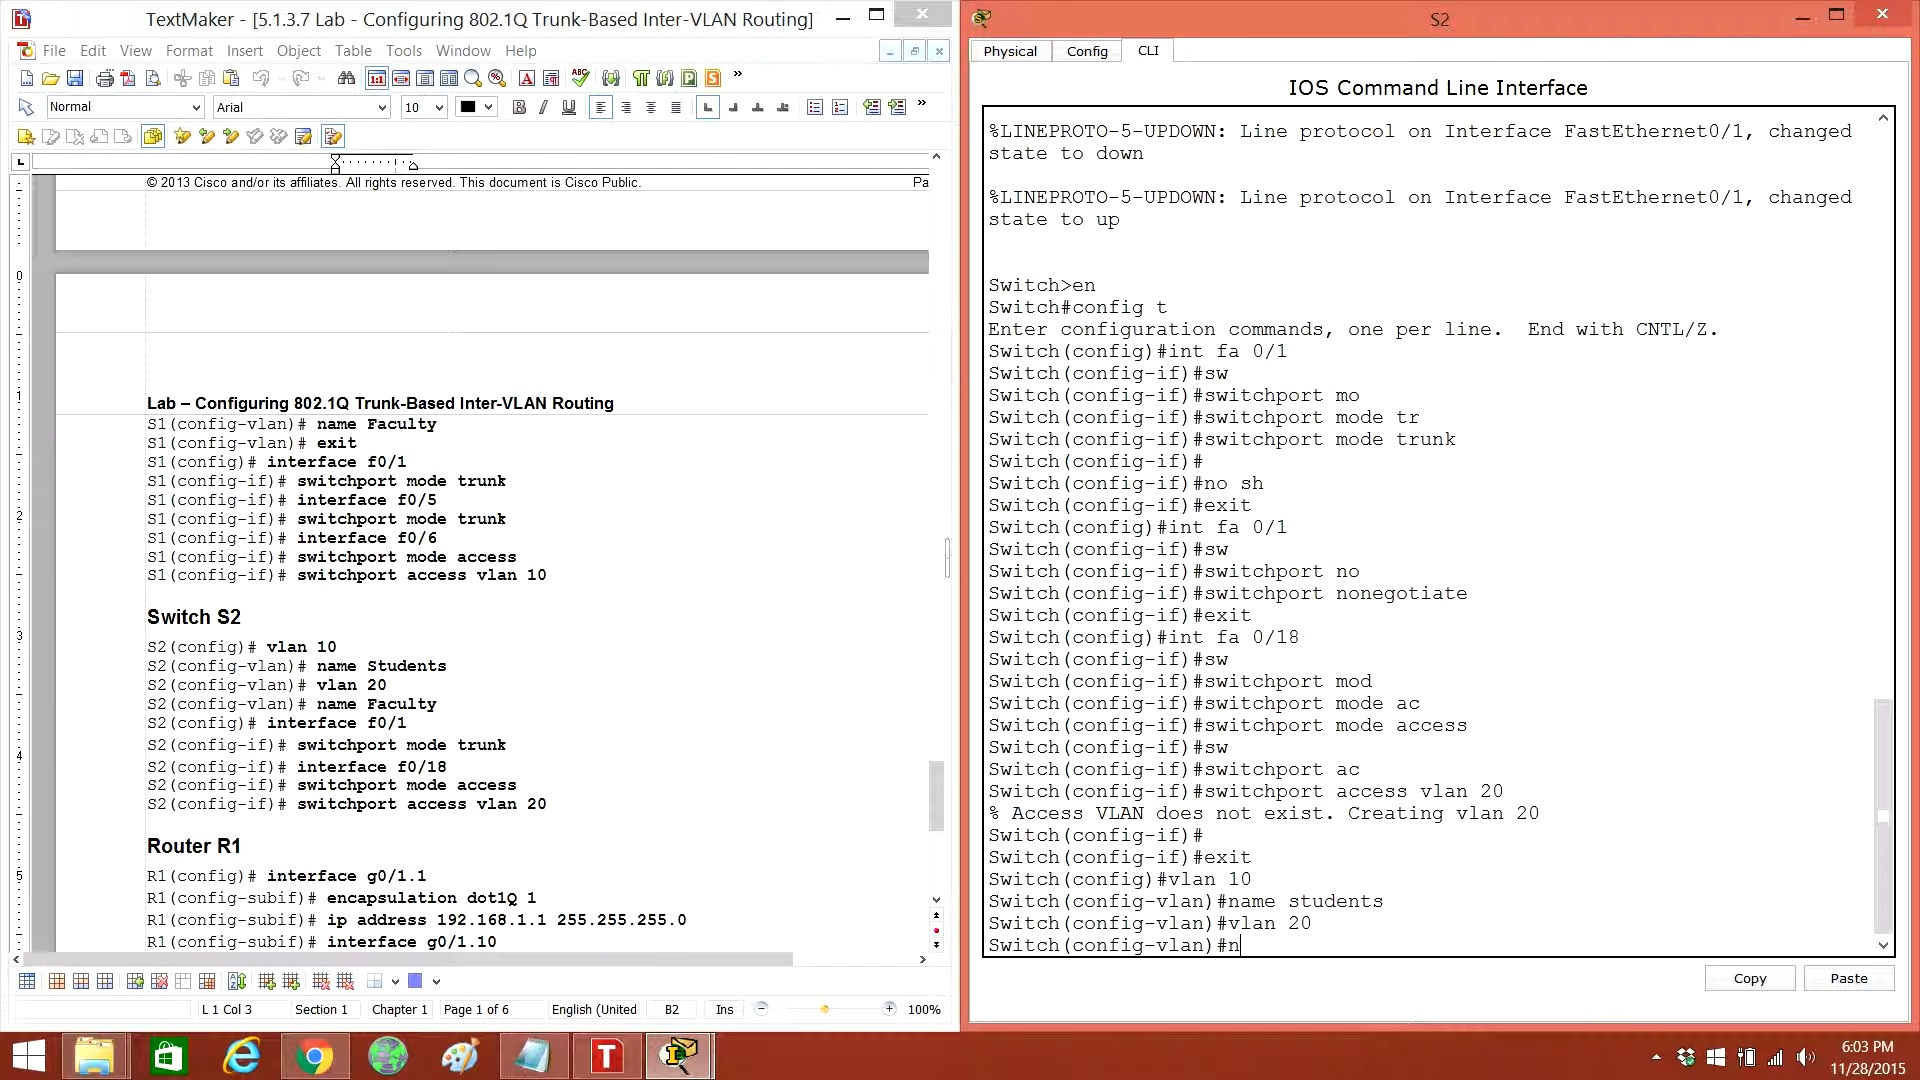 TextMaker - [5.1.3.7 Lab - Configuring 802.1Q Trunk-Based Inter-VLAN Routing]
File Edit View Format Insert Object Table Tools Window Help
Normal Arial 10
© 2013 Cisco and/or its affiliates. All rights reserved. This document is Cisco Public. Pa
Lab – Configuring 802.1Q Trunk-Based Inter-VLAN Routing
S1(config-vlan)# name Faculty
S1(config-vlan)# exit
S1(config)# interface f0/1
S1(config-if)# switchport mode trunk
S1(config-if)# interface f0/5
S1(config-if)# switchport mode trunk
S1(config-if)# interface f0/6
S1(config-if)# switchport mode access
S1(config-if)# switchport access vlan 10
Switch S2
S2(config)# vlan 10
S2(config-vlan)# name Students
S2(config-vlan)# vlan 20
S2(config-vlan)# name Faculty
S2(config)# interface f0/1
S2(config-if)# switchport mode trunk
S2(config-if)# interface f0/18
S2(config-if)# switchport mode access
S2(config-if)# switchport access vlan 20
Router R1
R1(config)# interface g0/1.1
R1(config-subif)# encapsulation dot1Q 1
R1(config-subif)# ip address 192.168.1.1 255.255.255.0
R1(config-subif)# interface g0/1.10
0
1
2
3
4
5
L 1 Col 3 Section 1 Chapter 1 Page 1 of 6 English (United B2 Ins 100%
S2
Physical Config CLI
IOS Command Line Interface
%LINEPROTO-5-UPDOWN: Line protocol on Interface FastEthernet0/1, changed
state to down
%LINEPROTO-5-UPDOWN: Line protocol on Interface FastEthernet0/1, changed
state to up
Switch>en
Switch#config t
Enter configuration commands, one per line.  End with CNTL/Z.
Switch(config)#int fa 0/1
Switch(config-if)#sw
Switch(config-if)#switchport mo
Switch(config-if)#switchport mode tr
Switch(config-if)#switchport mode trunk
Switch(config-if)#
Switch(config-if)#no sh
Switch(config-if)#exit
Switch(config)#int fa 0/1
Switch(config-if)#sw
Switch(config-if)#switchport no
Switch(config-if)#switchport nonegotiate
Switch(config-if)#exit
Switch(config)#int fa 0/18
Switch(config-if)#sw
Switch(config-if)#switchport mod
Switch(config-if)#switchport mode ac
Switch(config-if)#switchport mode access
Switch(config-if)#sw
Switch(config-if)#switchport ac
Switch(config-if)#switchport access vlan 20
% Access VLAN does not exist. Creating vlan 20
Switch(config-if)#
Switch(config-if)#exit
Switch(config)#vlan 10
Switch(config-vlan)#name students
Switch(config-vlan)#vlan 20
Switch(config-vlan)#n
Copy Paste
6:03 PM
11/28/2015